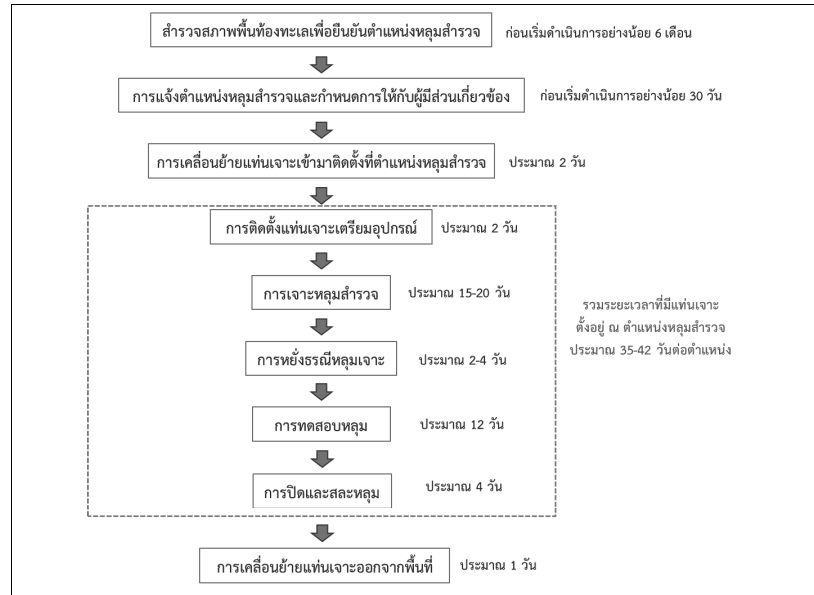 สำรวจสภาพพื้นท้องทะเลเพื่อยืนยันตำแหน่งหลุมสำรวจ ก่อนเริ่มดำเนินการอย่างน้อย 6 เดือน
การแจ้งตำแหน่งหลุมสำรวจและกำหนดการให้กับผู้มีส่วนเกี่ยวข้อง ก่อนเริ่มดำเนินการอย่างน้อย 30 วัน
การเคลื่อนย้ายแท่นเจาะเข้ามาติดตั้งที่ตำแหน่งหลุมสำรวจ ประมาณ 2 วัน
การติดตั้งแท่นเจาะเตรียมอุปกรณ์ ประมาณ 2 วัน
การเจาะหลุมสำรวจ ประมาณ 15-20 วัน
การหยั่งธรณีหลุมเจาะ ประมาณ 2-4 วัน
การทดสอบหลุม ประมาณ 12 วัน
การปิดและสละหลุม ประมาณ 4 วัน
รวมระยะเวลาที่มีแท่นเจาะ
ตั้งอยู่ ณ ตำแหน่งหลุมสำรวจ
ประมาณ 35-42 วันต่อตำแหน่ง
การเคลื่อนย้ายแท่นเจาะออกจากพื้นที่ ประมาณ 1 วัน